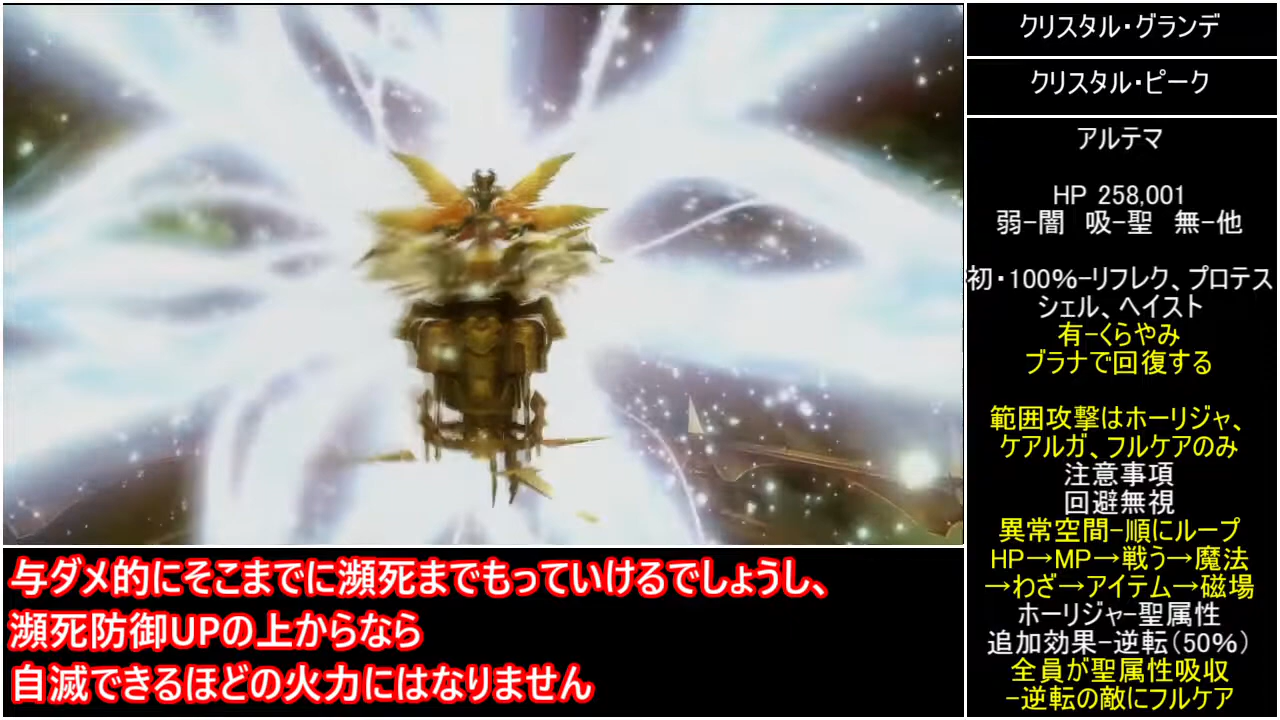 クリスタル・グランデ
クリスタル・ピーク
アルテマ
HP 258,001
弱-闇 吸-聖 無-他
初・100%-リフレク、プロテス
シェル、ヘイスト
有-くらやみ
ブラナで回復する
範囲攻撃はホーリジャ、
ケアルガ、フルケアのみ
注意事項
回避無視
異常空間-順にループ
HP→MP→戦う→魔法
→わざ→アイテム→磁場
ホーリジャ-聖属性
追加効果-逆転(50%)
全員が聖属性吸収
-逆転の敵にフルケア
与ダメ的にそこまでに瀕死までもっていけるでしょうし、
瀕死防御UPの上からなら
自滅できるほどの火力にはなりません